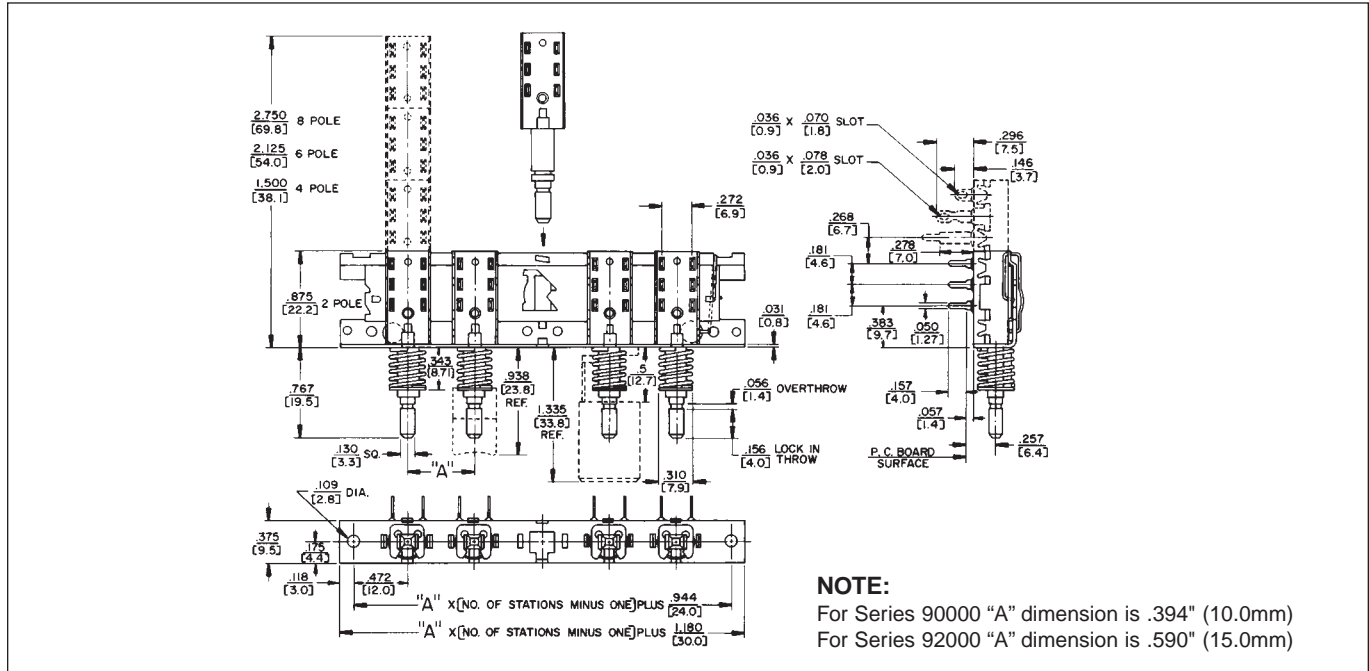 2.750 8 POLE
[69.8]
2.125 6 POLE
[54.0]
1.500 4 POLE
[38.1]
.875 2 POLE
[22.2]
.767
[19.5]
.130 SQ.
[3.3]
"A"
.343
[8.71]
.938
[23.8]
REF.
1.335
[33.8]
REF.
.5
[12.7]
.272
[6.9]
.031
[0.8]
.056 OVERTHROW
[1.4]
.156 LOCK IN
[4.0] THROW
.310
[7.9]
.036 X .070 SLOT
[0.9] [1.8]
.036 X .078 SLOT
[0.9] [2.0]
.296
[7.5]
.146
[3.7]
.268
[6.7]
.278
[7.0]
.181
[4.6]
.181
[4.6]
.383
[9.7]
.050
[1.27]
.157
[4.0]
.057
[1.4]
.257
[6.4]
P. C. BOARD
SURFACE
.109 DIA.
[2.8]
.375
[9.5]
.175
[4.4]
.118
[3.0]
.472
[12.0]
"A" X[NO. OF STATIONS MINUS ONE]PLUS .944
[24.0]
"A" X[NO. OF STATIONS MINUS ONE]PLUS 1.180
[30.0]
NOTE:
For Series 90000 “A” dimension is .394" (10.0mm)
For Series 92000 “A” dimension is .590" (15.0mm)